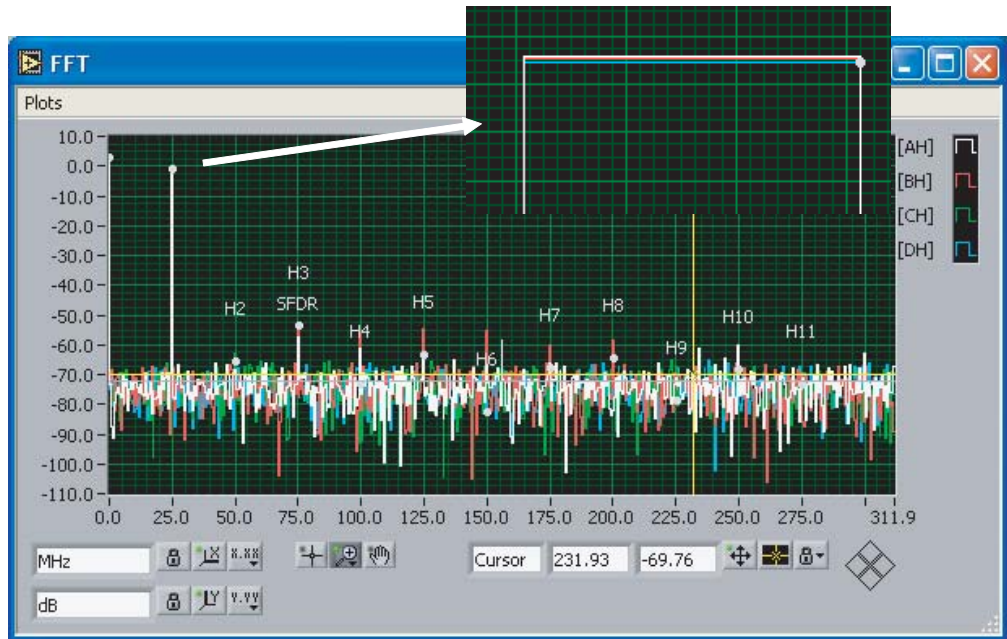 FFT
Plots
10.0
0.0
-10.0
-20.0
-30.0
-40.0
-50.0
-60.0
-70.0
-80.0
-90.0
-100.0
-110.0
H3
H2 SFDR H5 H8
H4 H7 H10 H11
H6 H9
[AH]
[BH]
[CH]
[DH]
0.0 25.0 50.0 75.0 100.0 125.0 150.0 175.0 200.0 225.0 250.0 275.0 311.9
MHz X X.XX Cursor 231.93 -69.76
dB Y Y.YY